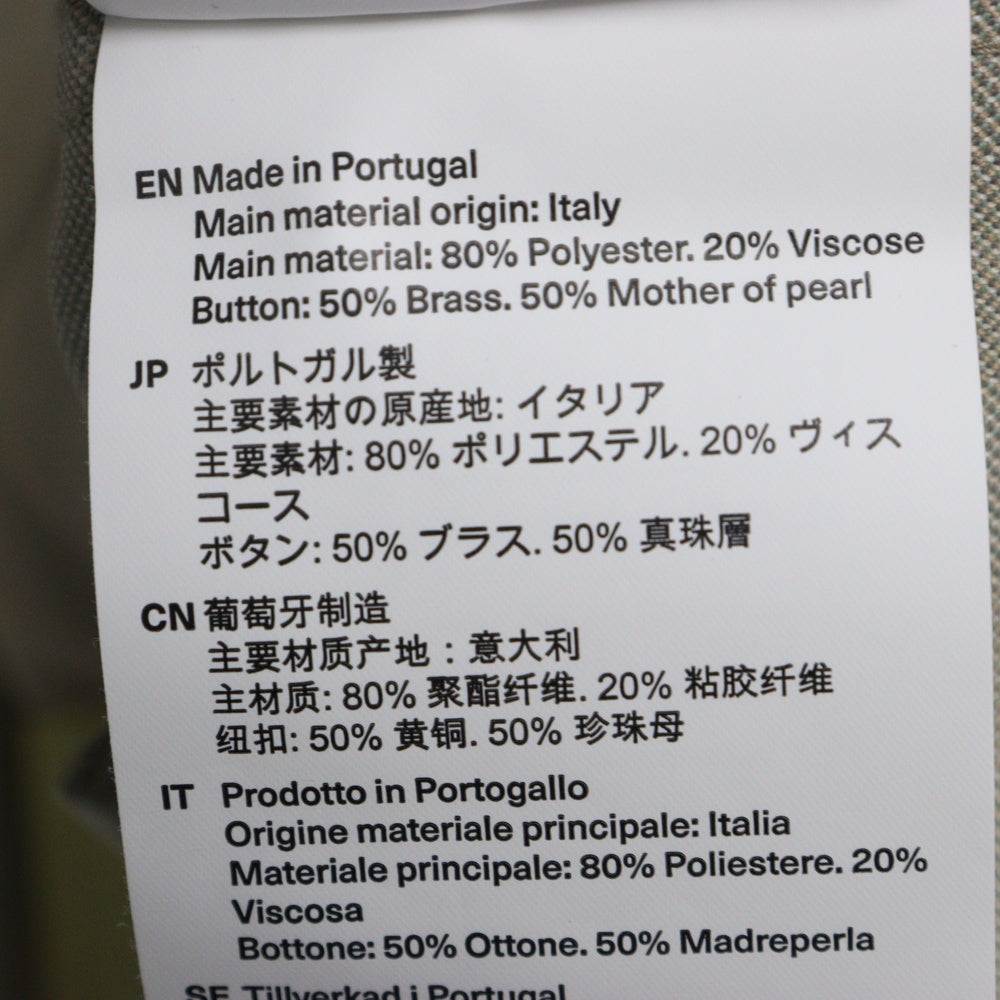 EN Made in Portugal
Main material origin: Italy
Main material: 80% Polyester. 20% Viscose
Button: 50% Brass. 50% Mother of pearl
JP ポルトガル製
主要素材の原産地: イタリア
主要素材: 80% ポリエステル. 20% ヴィス
コース
ボタン: 50% ブラス. 50% 真珠層
CN 葡萄牙制造
主要材质产地：意大利
主材质: 80% 聚酯纤维. 20% 粘胶纤维
纽扣: 50% 黄铜. 50% 珍珠母
IT Prodotto in Portogallo
Origine materiale principale: Italia
Materiale principale: 80% Poliestere. 20%
Viscosa
Bottone: 50% Ottone. 50% Madreperla
SE Tillverkad i Portugal